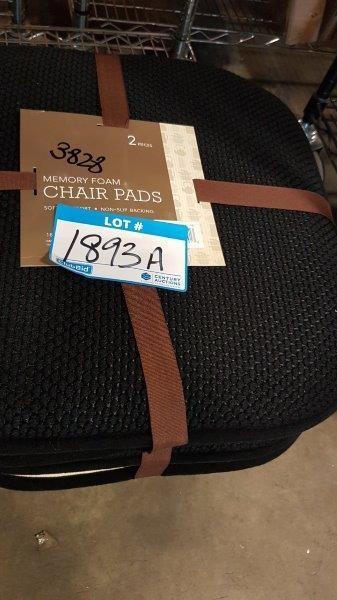 2 PIECES
3828
MEMORY FOAM
CHAIR PADS
NON-SLIP BACKING
LOT #
1893A
CENTURY
AUCTIONS